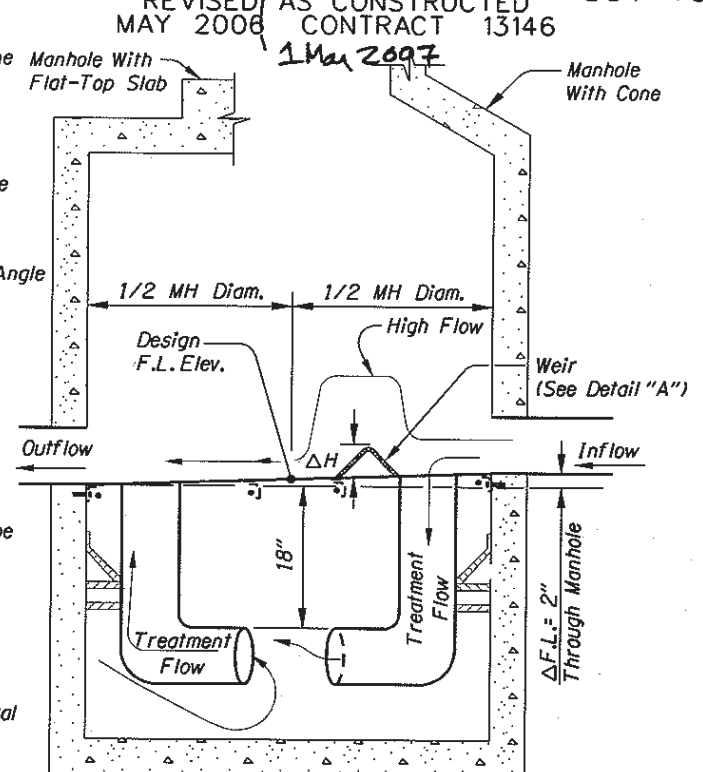 REVISED AS CONSTRUCTED
MAY 2006 CONTRACT 13146
1 May 2097
Manhole With
Flat-Top Slab
Manhole
With Cone
Angle
1/2 MH Diam.
1/2 MH Diam.
High Flow
Design
F.L. Elev.
Weir
(See Detail "A")
Outflow
ΔH
Inflow
18"
Treatment
Flow
Treatment
Flow
ΔF.L.= 2"
Through Manhole